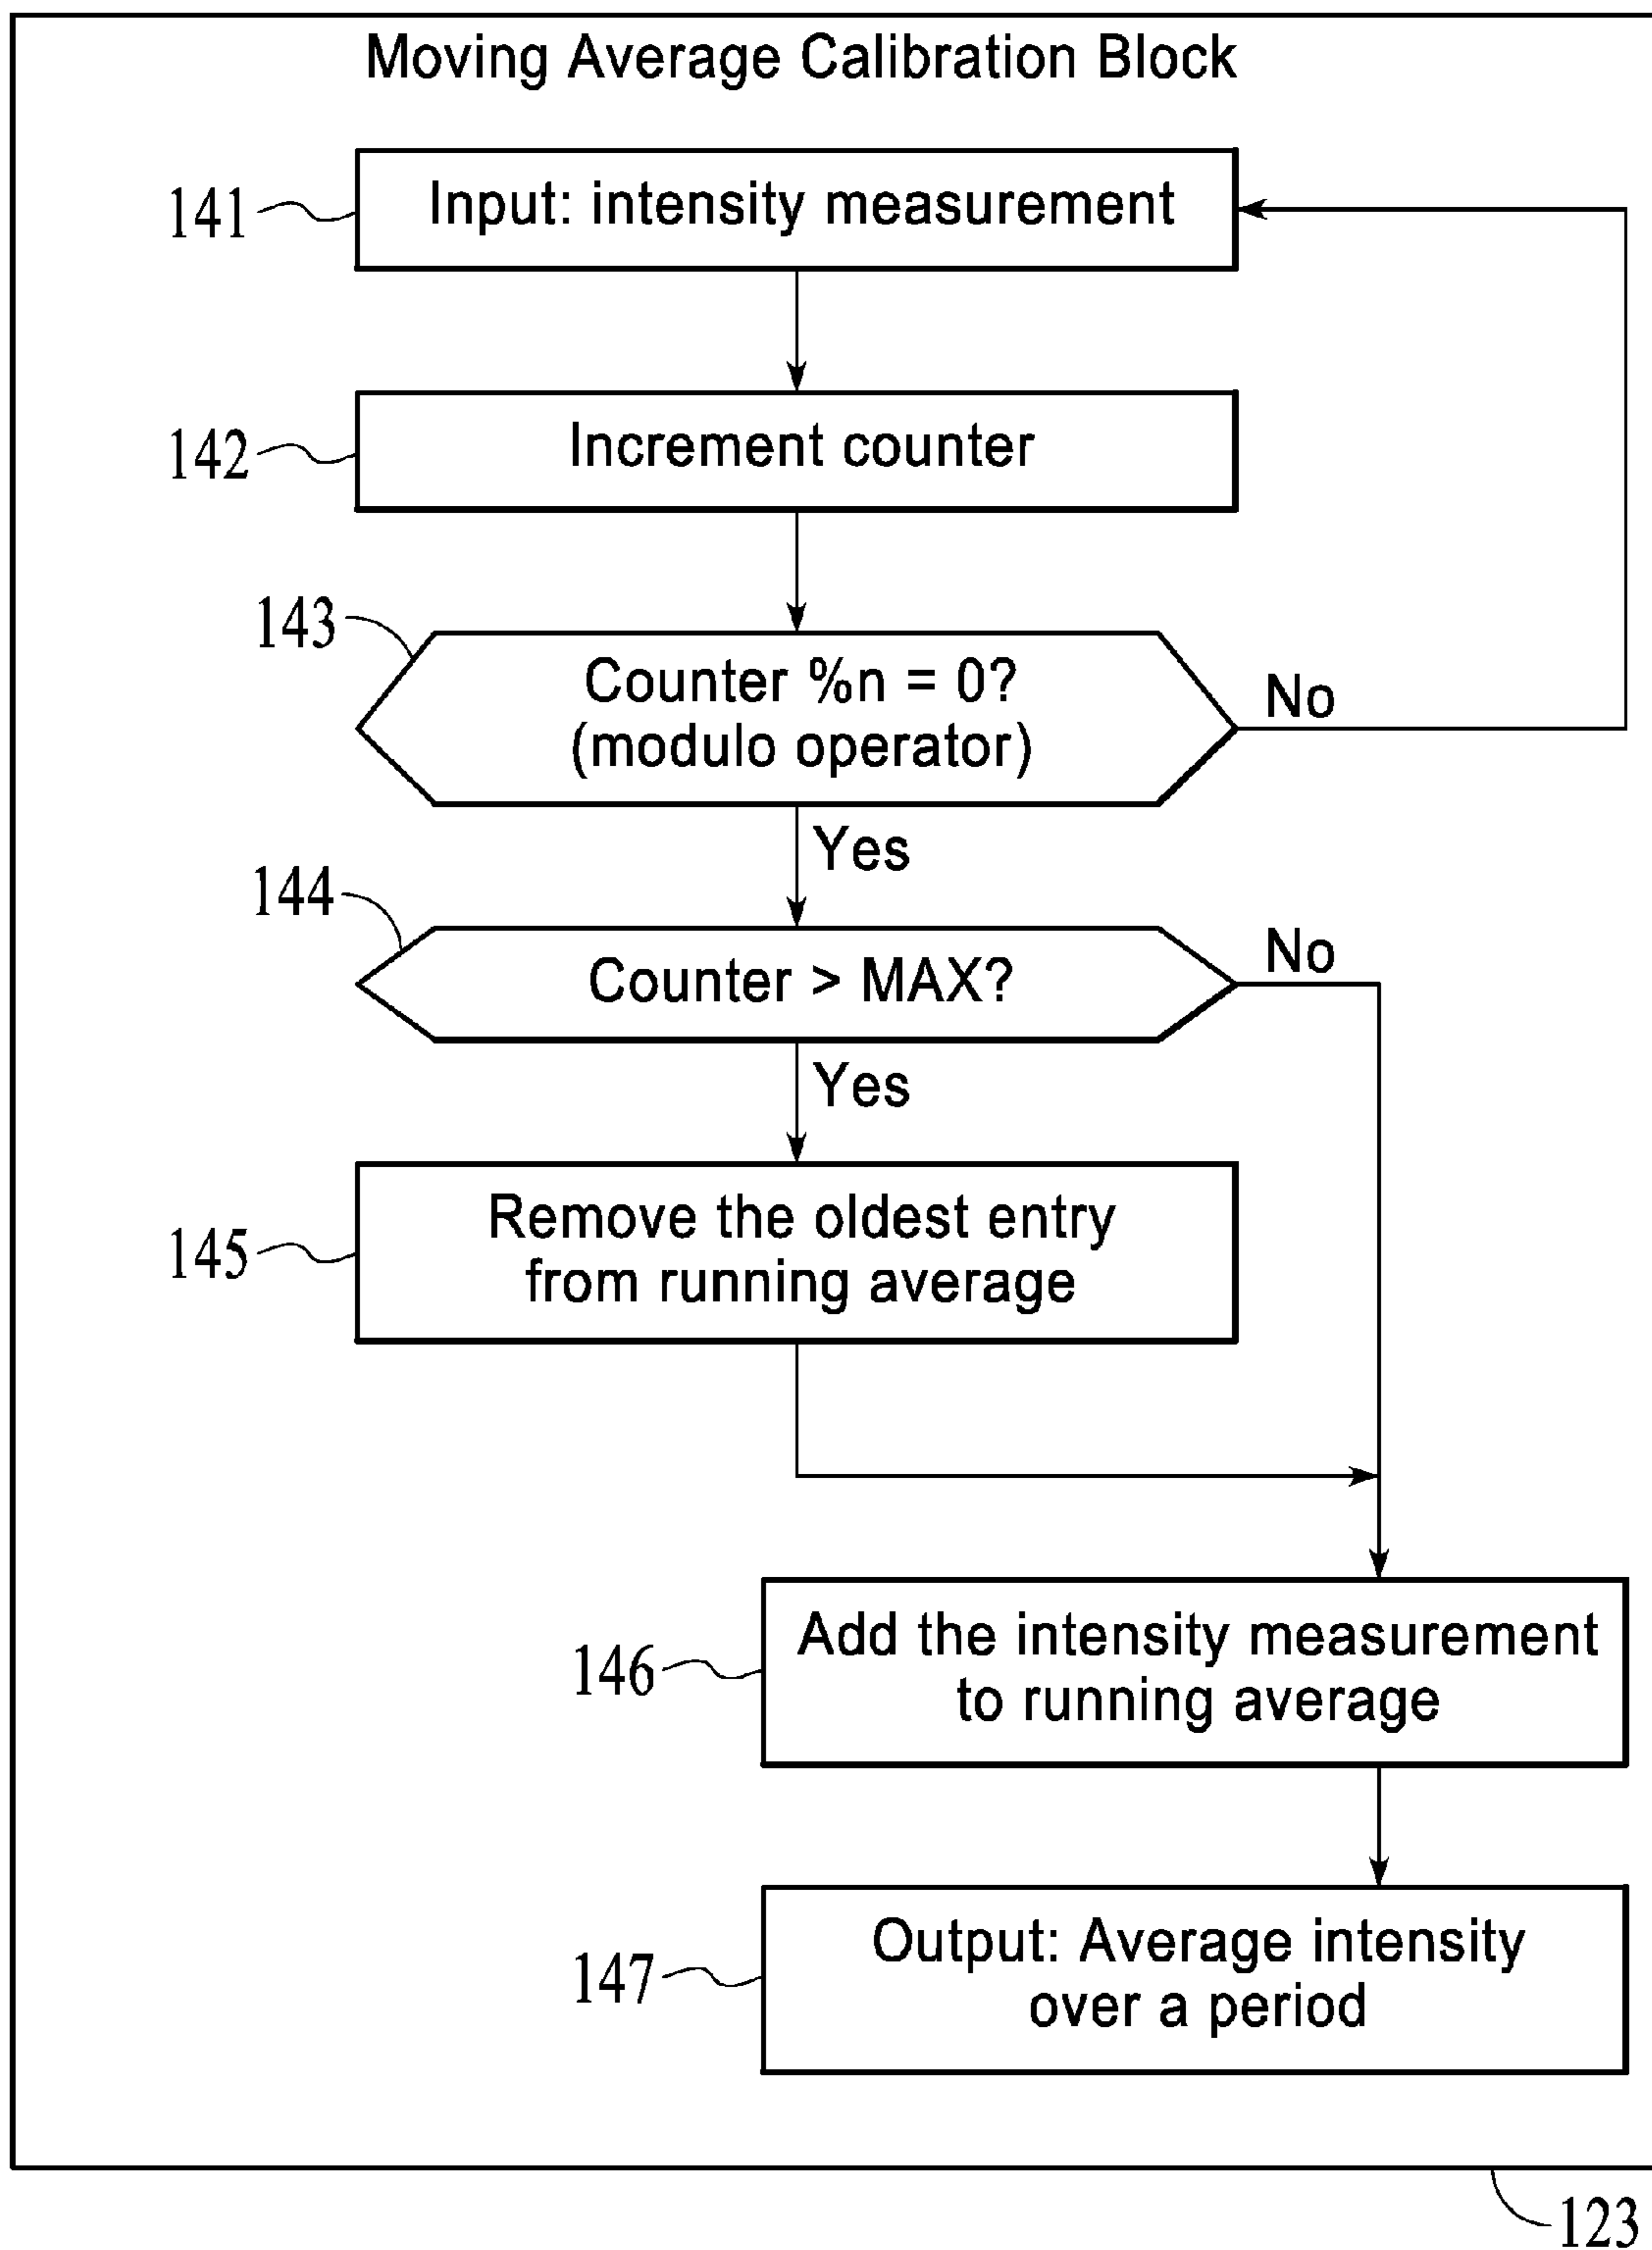 Moving Average Calibration Block
141
Input: intensity measurement
142
Increment counter
143
Counter %n = 0?
(modulo operator)
No
Yes
144
Counter > MAX?
No
Yes
145
Remove the oldest entry
from running average
146
Add the intensity measurement
to running average
147
Output: Average intensity
over a period
123